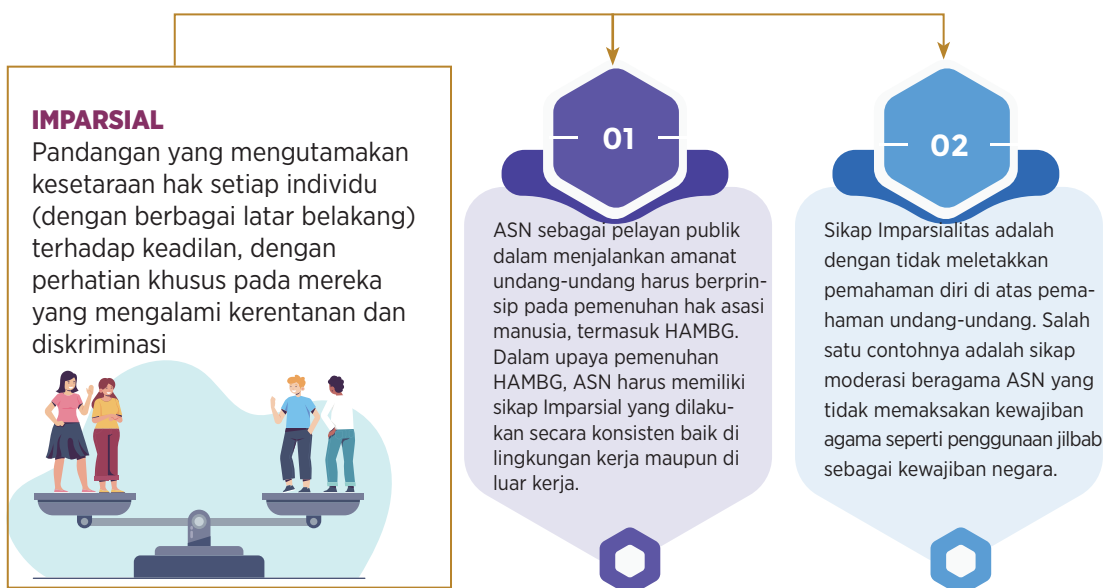 IMPARSIAL
Pandangan yang mengutamakan
kesetaraan hak setiap individu
(dengan berbagai latar belakang)
terhadap keadilan, dengan
perhatian khusus pada mereka
yang mengalami kerentanan dan
diskriminasi
01
ASN sebagai pelayan publik
dalam menjalankan amanat
undang-undang harus berprin-
sip pada pemenuhan hak asasi
manusia, termasuk HAMBG.
Dalam upaya pemenuhan
HAMBG, ASN harus memiliki
sikap Imparsial yang dilaku-
kan secara konsisten baik di
lingkungan kerja maupun di
luar kerja.
02
Sikap Imparsialitas adalah
dengan tidak meletakkan
pemahaman diri di atas pema-
haman undang-undang. Salah
satu contohnya adalah sikap
moderasi beragama ASN yang
tidak memaksakan kewajiban
agama seperti penggunaan jilbab
sebagai kewajiban negara.